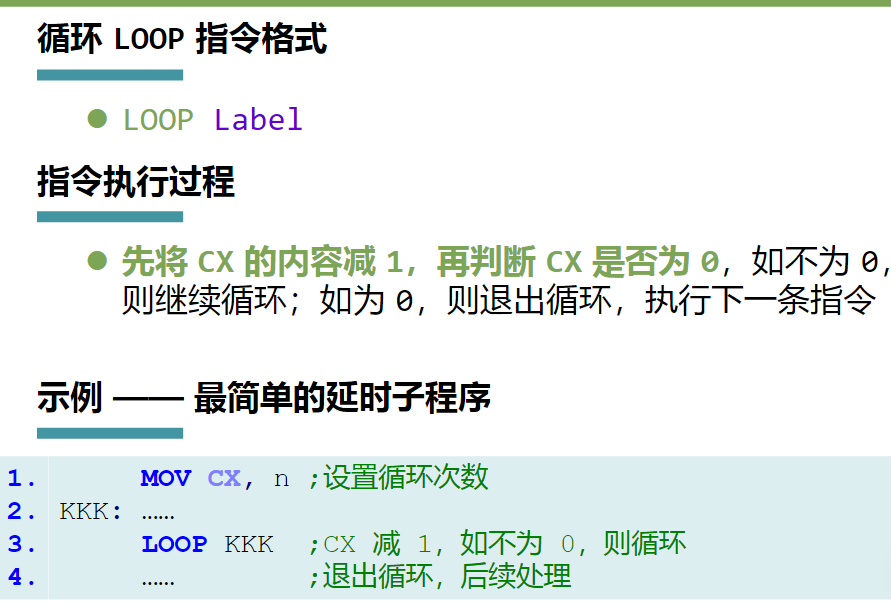 循环 LOOP 指令格式
● LOOP Label
指令执行过程
● 先将 CX 的内容减 1，再判断 CX 是否为 0，如不为 0，
则继续循环；如为 0，则退出循环，执行下一条指令
示例 —— 最简单的延时子程序
1. MOV CX, n ;设置循环次数
2. KKK: ……
3. LOOP KKK ;CX 减 1，如不为 0，则循环
4. …… ;退出循环，后续处理